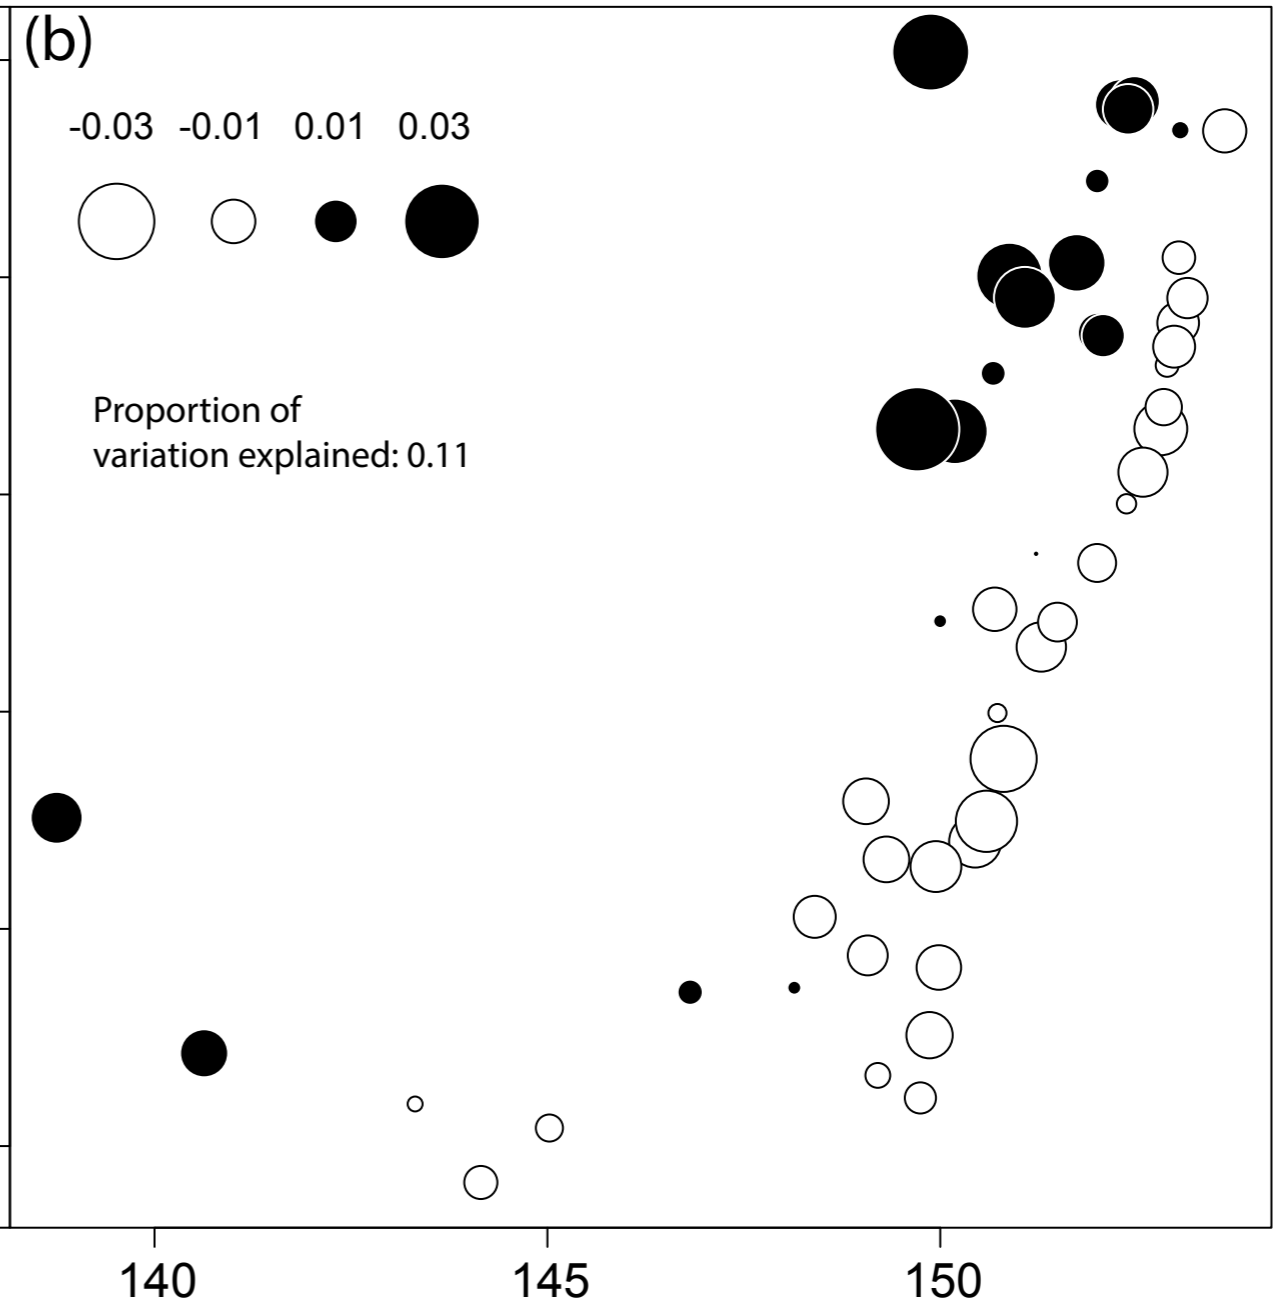 (b)
-0.03 -0.01 0.01 0.03
Proportion of
variation explained: 0.11
140 145 150